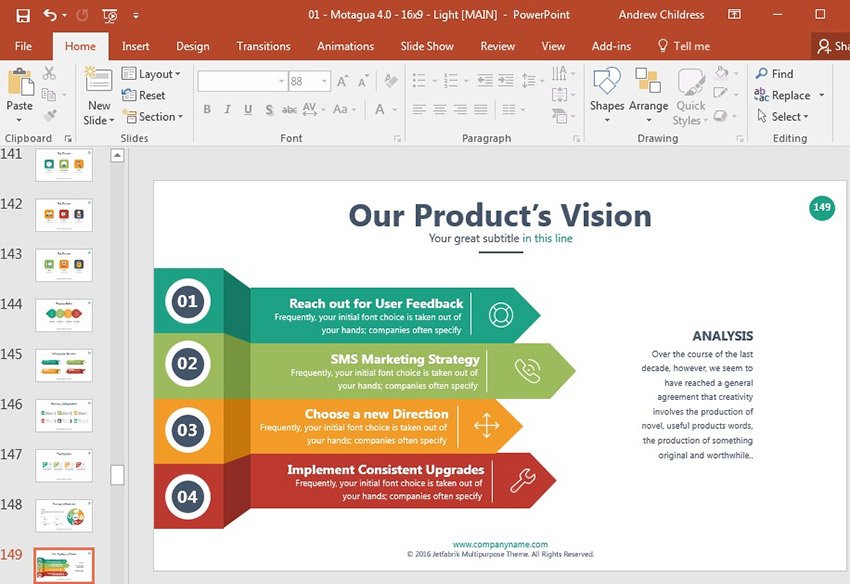 01 - Motagua 4.0 - 16x9 - Light [MAIN] - PowerPoint
Andrew Childress
File Home Insert Design Transitions Animations Slide Show Review View Add-ins Tell me Sha
Paste
New
Slide
Layout
Reset
Section
88
B I U S abc AV Aa A
Shapes
Arrange
Quick
Styles
Find
Replace
Select
Clipboard Slides Font Paragraph Drawing Editing
141
142
143
144
145
146
147
148
149
Our Product's Vision
149
Your great subtitle in this line
01
Reach out for User Feedback
Frequently, your initial font choice is taken out of
your hands; companies often specify
02
SMS Marketing Strategy
Frequently, your initial font choice is taken out of
your hands; companies often specify
03
Choose a new Direction
Frequently, your initial font choice is taken out of
your hands; companies often specify
04
Implement Consistent Upgrades
Frequently, your initial font choice is taken out of
your hands; companies often specify
ANALYSIS
Over the course of the last
decade, however, we seem to
have reached a general
agreement that creativity
involves the production of
novel, useful products words,
the production of something
original and worthwhile..
www.companyname.com
© 2016 Jetfabrik Multipurpose Theme. All Rights Reserved.